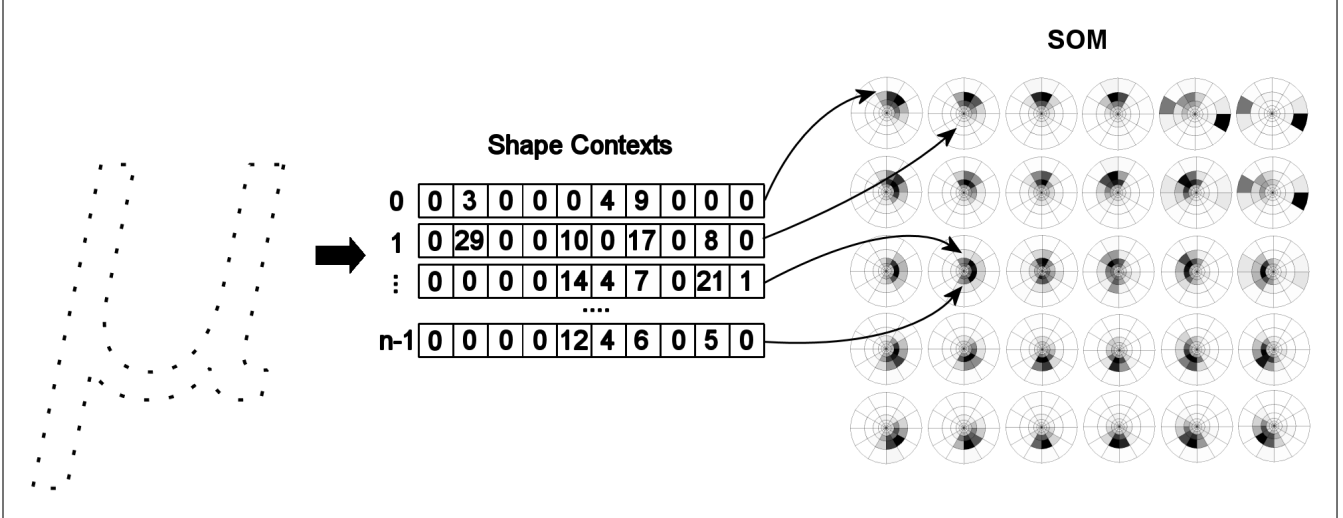 SOM
Shape Contexts
0 0 3 0 0 0 4 9 0 0 0
1 0 29 0 0 10 0 17 0 8 0
⋮ 0 0 0 0 14 4 7 0 21 1
....
n-1 0 0 0 0 12 4 6 0 5 0
μ